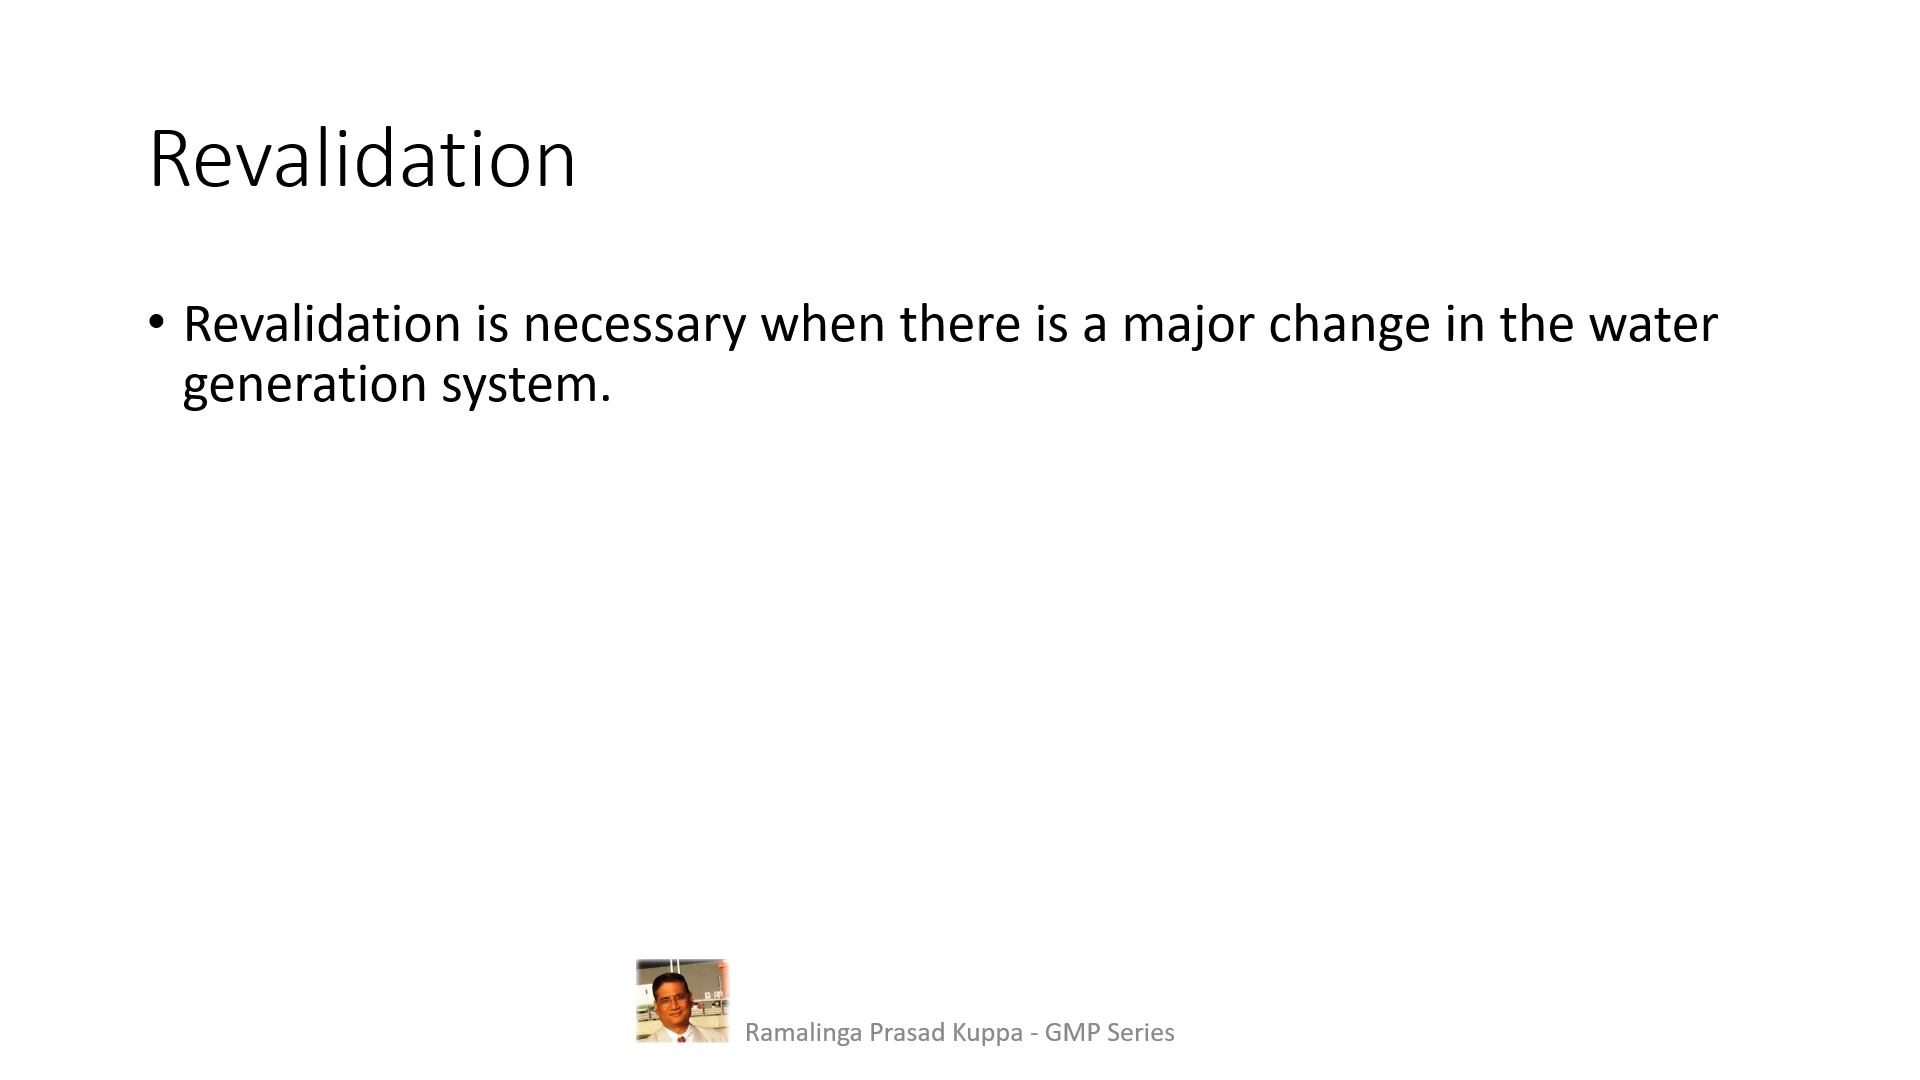 Revalidation
• Revalidation is necessary when there is a major change in the water
generation system.
Ramalinga Prasad Kuppa - GMP Series